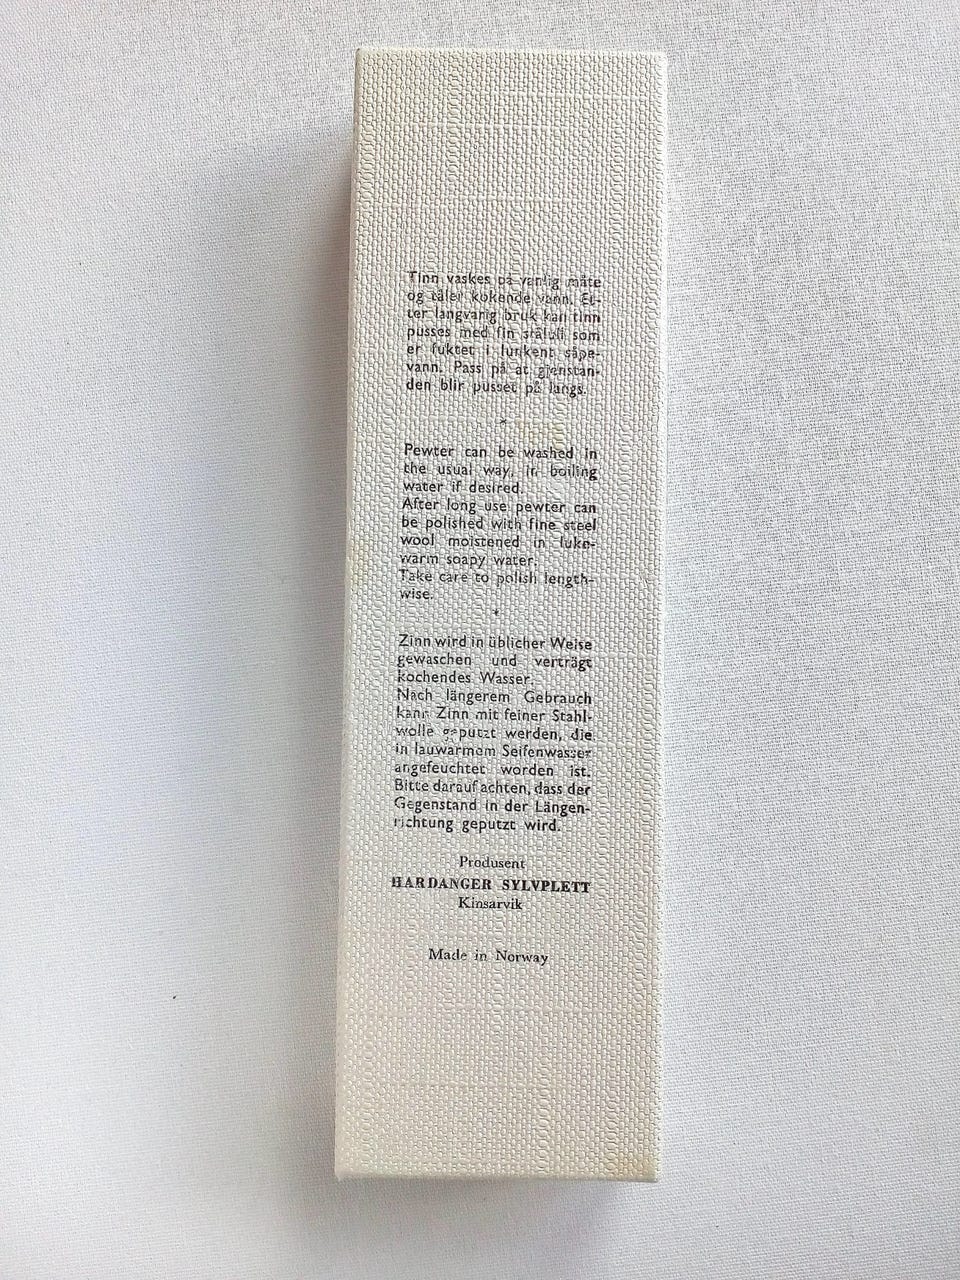 Tinn vaskes på vanlig måte
og tåler kokende vann. Et-
ter langvarig bruk kan tinn
pusses med fin stålull som
er fuktet i lunkent såpe-
vann. Pass på at gjenstan-
den blir pusset på langs.
*
Pewter can be washed in
the usual way, in boiling
water if desired.
After long use pewter can
be polished with fine steel
wool moistened in luke-
warm soapy water.
Take care to polish length-
wise.
*
Zinn wird in üblicher Weise
gewaschen und verträgt
kochendes Wasser.
Nach längerem Gebrauch
kann Zinn mit feiner Stahl-
wolle geputzt werden, die
in lauwarmem Seifenwasser
angefeuchtet worden ist.
Bitte darauf achten, dass der
Gegenstand in der Längen-
richtung geputzt wird.
Produsent
HARDANGER SYLVPLETT
Kinsarvik
Made in Norway